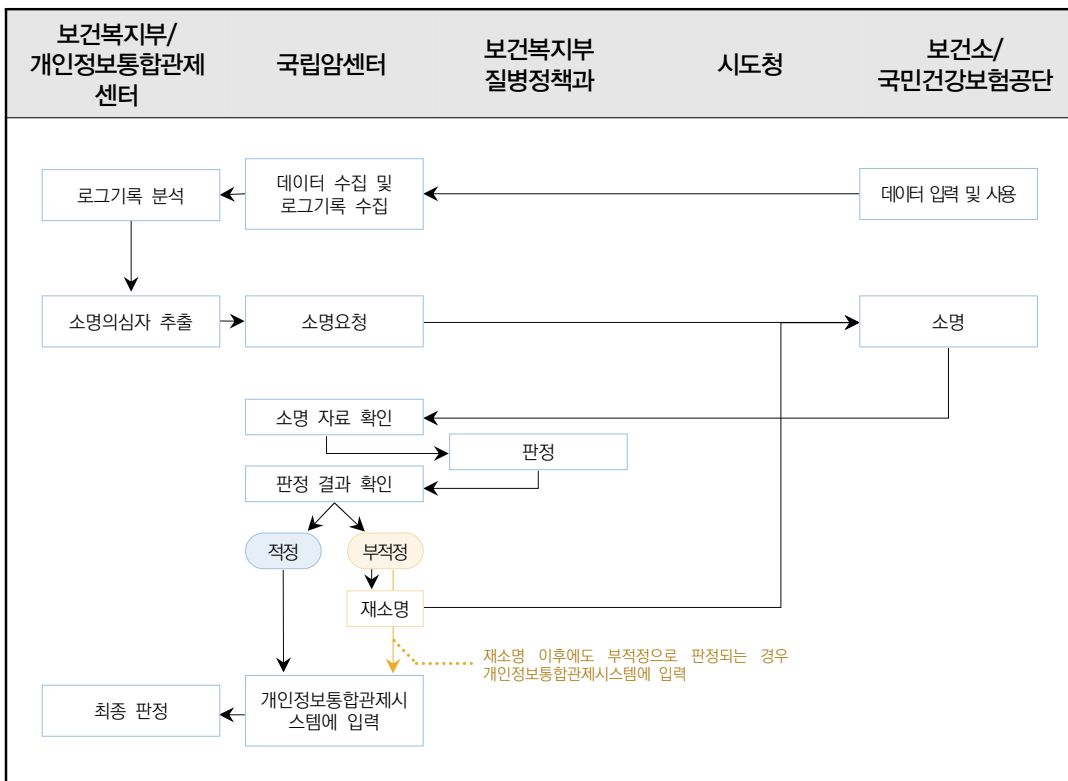 보건복지부/
개인정보통합관제
센터
국립암센터
보건복지부
질병정책과
시도청
보건소/
국민건강보험공단
로그기록 분석
데이터 수집 및
로그기록 수집
데이터 입력 및 사용
소명의심자 추출
소명요청
소명
소명 자료 확인
판정
판정 결과 확인
적정
부적정
재소명
재소명 이후에도 부적정으로 판정되는 경우
개인정보통합관제시스템에 입력
최종 판정
개인정보통합관제시
스템에 입력